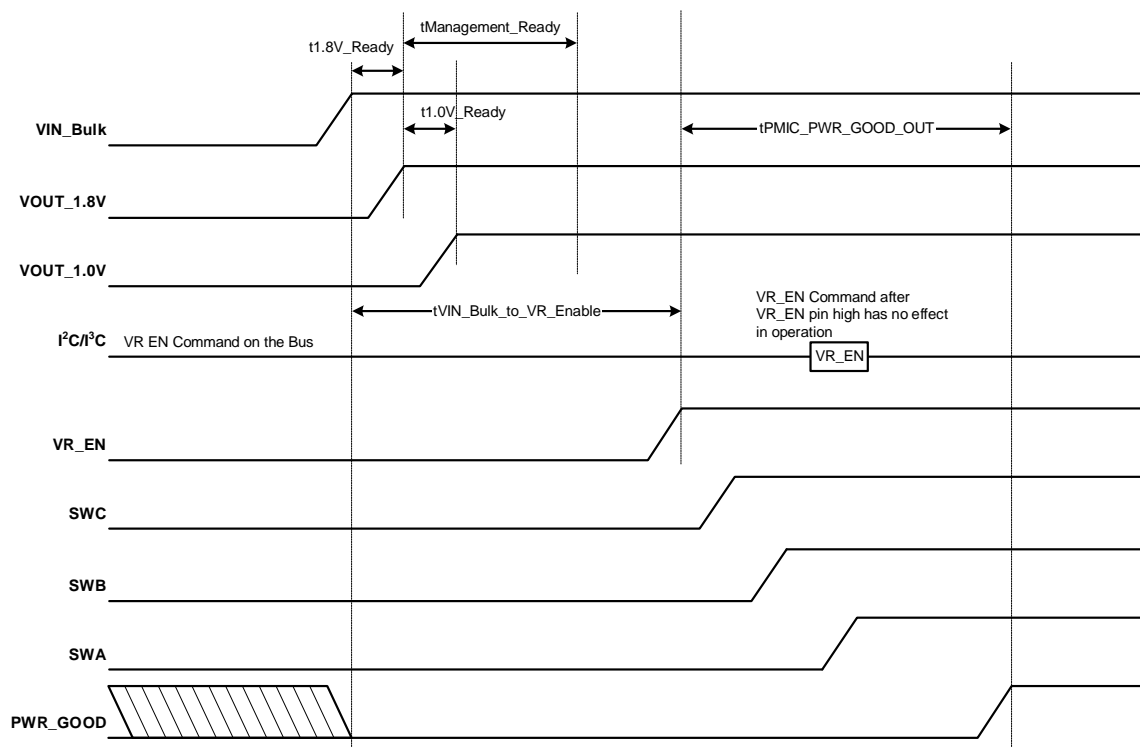 tManagement_Ready
t1.8V_Ready
t1.0V_Ready
VIN_Bulk
tPMIC_PWR_GOOD_OUT
VOUT_1.8V
VOUT_1.0V
tVIN_Bulk_to_VR_Enable
VR_EN Command after
VR_EN pin high has no effect
in operation
I²C/I³C
VR EN Command on the Bus
VR_EN
VR_EN
SWC
SWB
SWA
PWR_GOOD